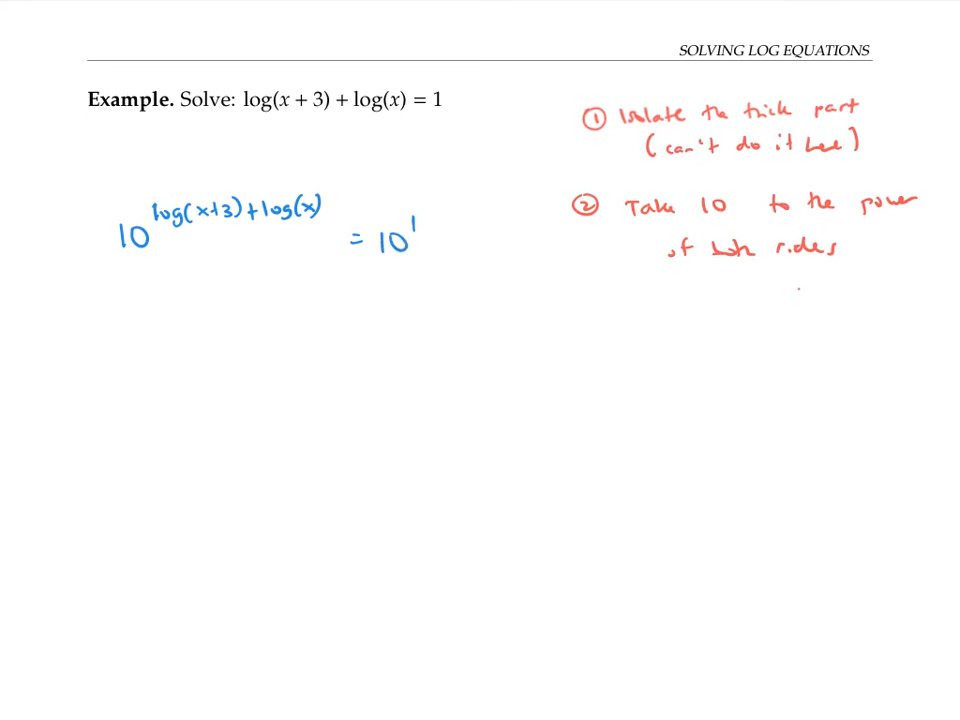 SOLVING LOG EQUATIONS
Example. Solve: log(x + 3) + log(x) = 1
① Isolate the trick part
(can't do it here)
② Take 10 to the power
of both sides
10^{log(x+3)+log(x)} = 10^1